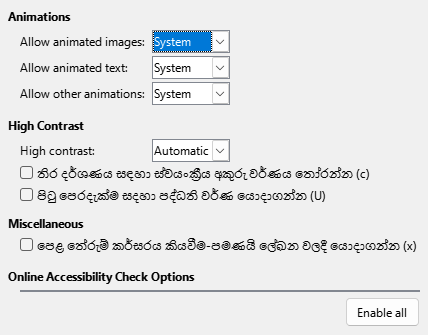 Animations
Allow animated images: System
Allow animated text: System
Allow other animations: System
High Contrast
High contrast: Automatic
තිර දර්ශණය සඳහා ස්වයංක්‍රීය අකුරු වර්ණය තෝරන්න (c)
පිටු පෙරදැක්ම සදහා පද්ධති වර්ණ යොදාගන්න (U)
Miscellaneous
පෙළ තේරුම් කර්සරය කියවීම-පමණයි ලේඛන වලදී යොදාගන්න (x)
Online Accessibility Check Options
Enable all